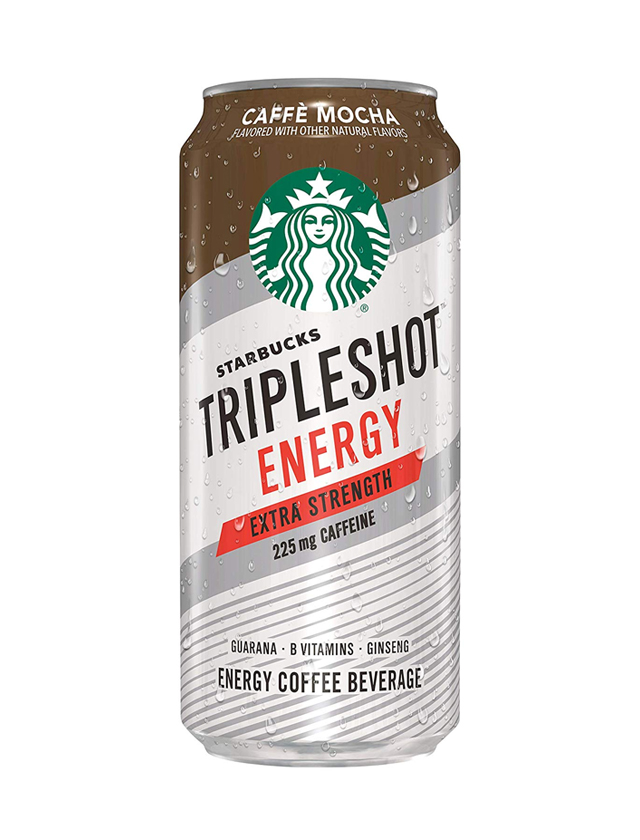 CAFFÈ MOCHA
FLAVORED WITH OTHER NATURAL FLAVORS
®
STARBUCKS
TRIPLESHOT™
ENERGY
EXTRA STRENGTH
225 mg CAFFEINE
GUARANA · B VITAMINS · GINSENG
ENERGY COFFEE BEVERAGE